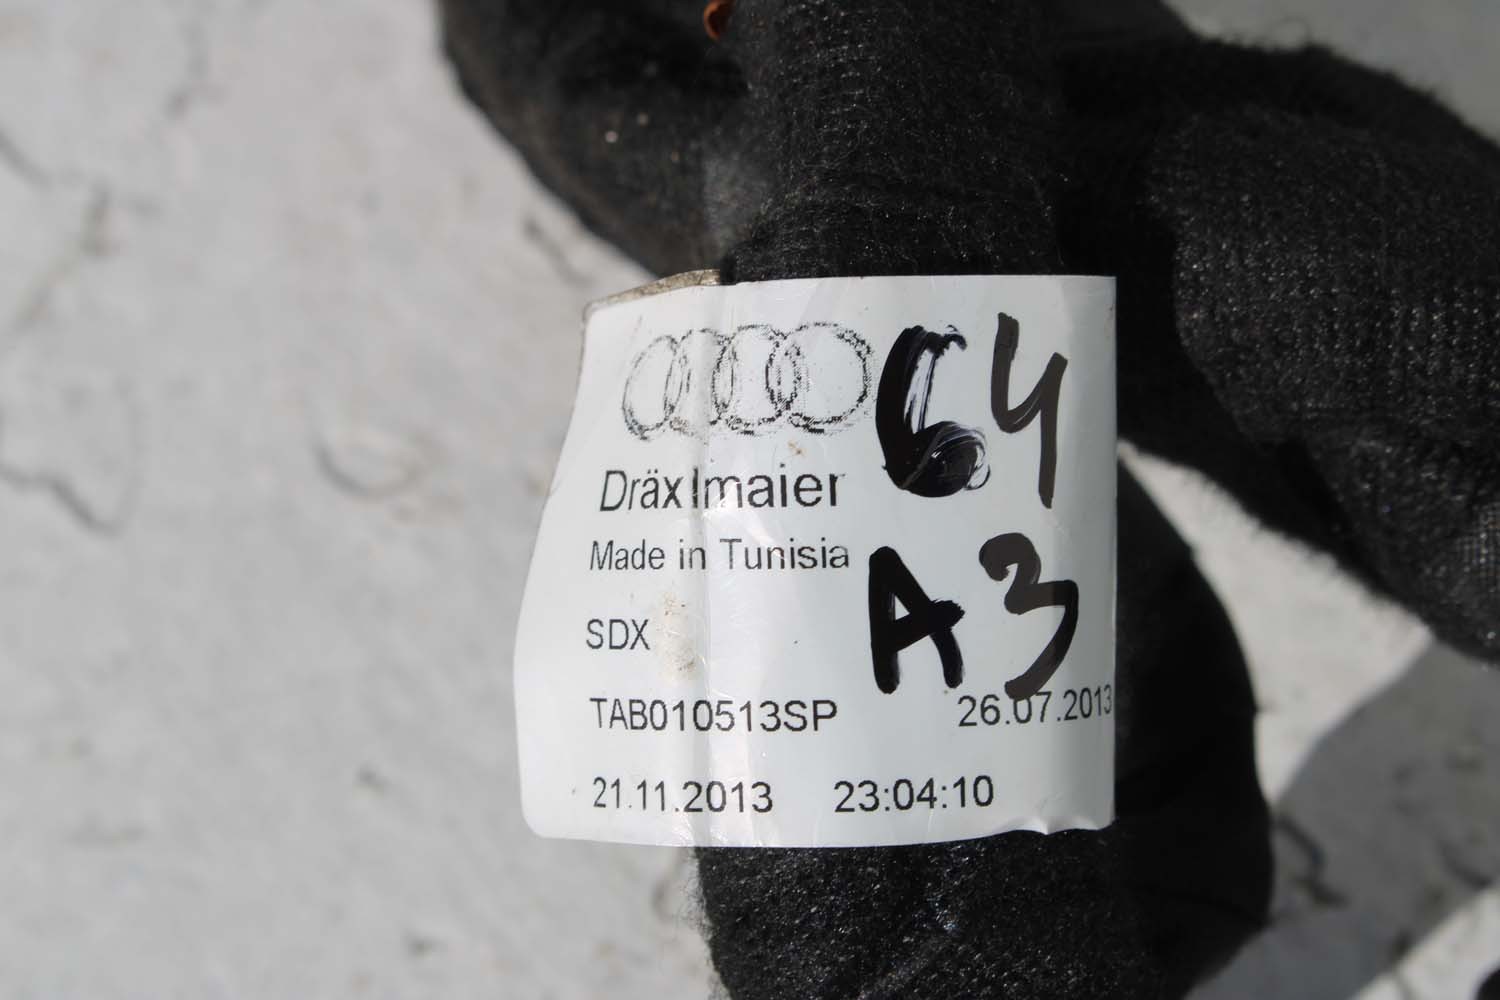 64
Dräxlmaier
Made in Tunisia
A3
SDX
TAB010513SP 26.07.2013
21.11.2013 23:04:10